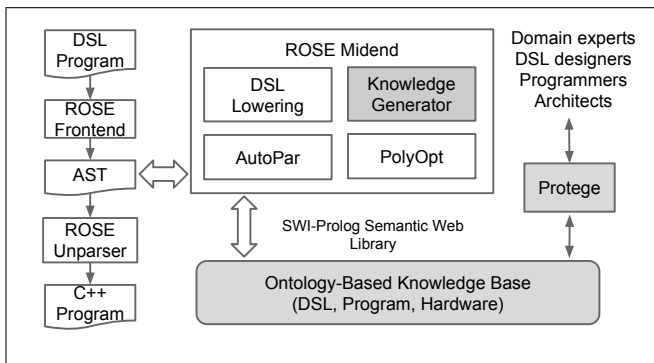 DSL
Program
ROSE
Frontend
AST
ROSE
Unparser
C++
Program
ROSE Midend
DSL
Lowering
Knowledge
Generator
AutoPar
PolyOpt
SWI-Prolog Semantic Web
Library
Domain experts
DSL designers
Programmers
Architects
Protege
Ontology-Based Knowledge Base
(DSL, Program, Hardware)